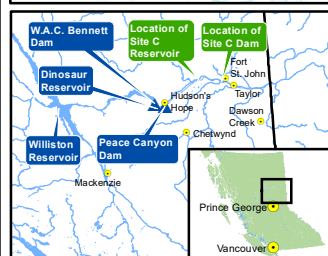 W.A.C. Bennett
Dam
Location of
Site C
Reservoir
Location of
Site C Dam
Dinosaur
Reservoir
Fort
St. John
Hudson's
Hope
Taylor
Dawson
Creek
Williston
Reservoir
Peace Canyon
Dam
Chetwynd
Mackenzie
Prince George
Vancouver